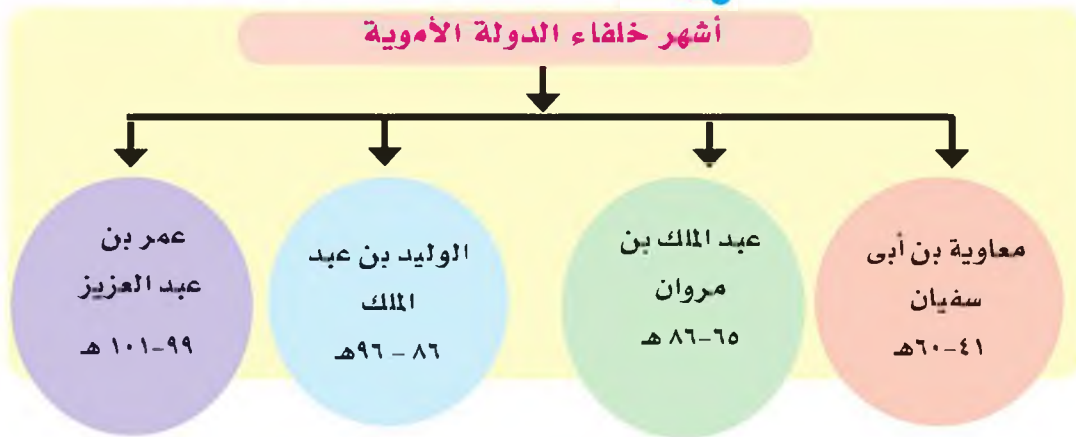 أشهر خلفاء الدولة الأموية
معاوية بن أبى
سفيان
٤١-٦٠هـ
عبد الملك بن
مروان
٦٥-٨٦ هـ
الوليد بن عبد
الملك
٨٦ - ٩٦هـ
عمر بن
عبد العزيز
٩٩-١٠١ هـ